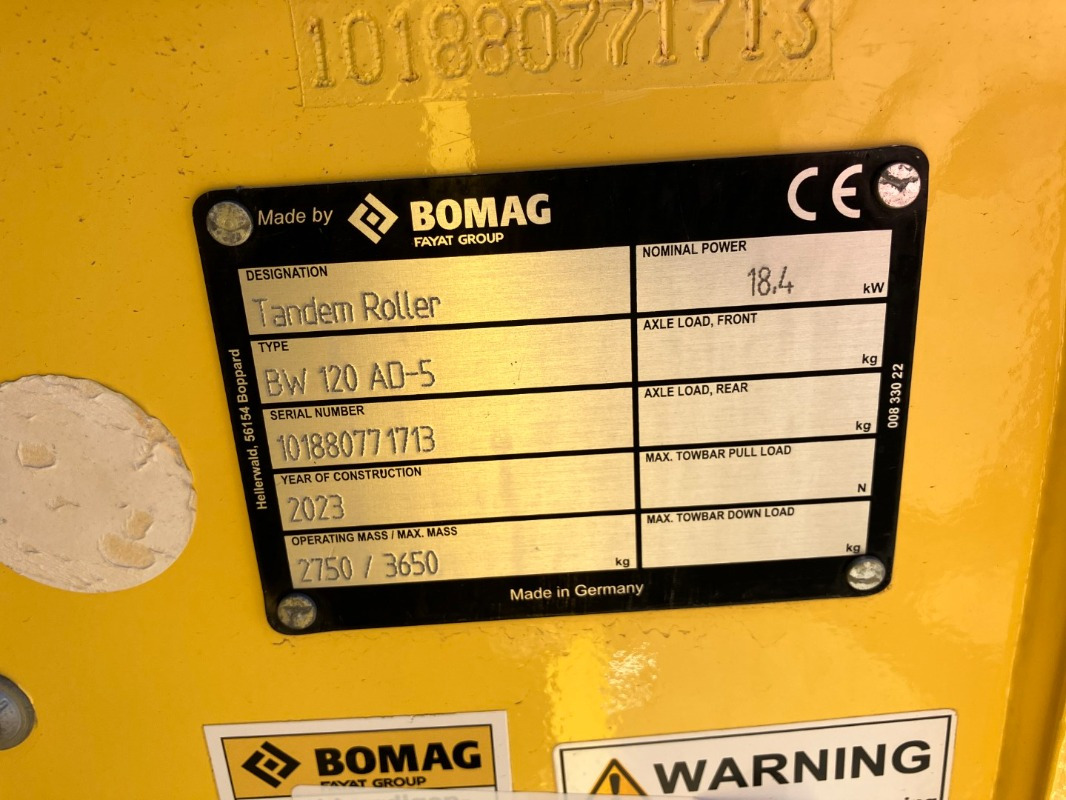 101880771713
Made by BOMAG CE
FAYAT GROUP
DESIGNATION
Tandem Roller
TYPE
BW 120 AD-5
SERIAL NUMBER
101880771713
YEAR OF CONSTRUCTION
2023
OPERATING MASS / MAX. MASS
2750 / 3650 kg
NOMINAL POWER
18.4 kW
AXLE LOAD, FRONT
kg
AXLE LOAD, REAR
kg
MAX. TOWBAR PULL LOAD
N
MAX. TOWBAR DOWN LOAD
kg
Hellerwald, 56154 Boppard
008 330 22
Made in Germany
BOMAG
FAYAT GROUP
WARNING